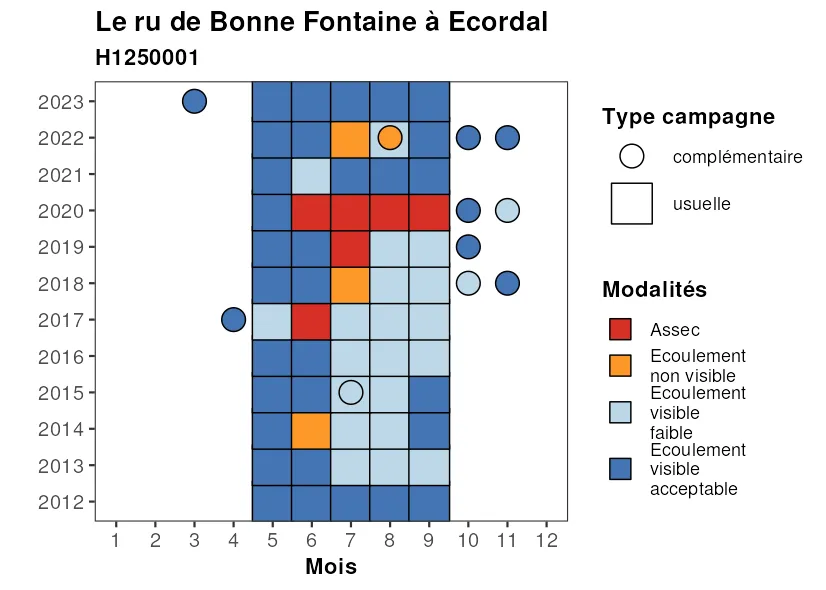 Le ru de Bonne Fontaine à Ecordal
H1250001
2023
2022
2021
2020
2019
2018
2017
2016
2015
2014
2013
2012
1 2 3 4 5 6 7 8 9 10 11 12
Mois
Type campagne
complémentaire
usuelle
Modalités
Assec
Ecoulement
non visible
Ecoulement
visible
faible
Ecoulement
visible
acceptable